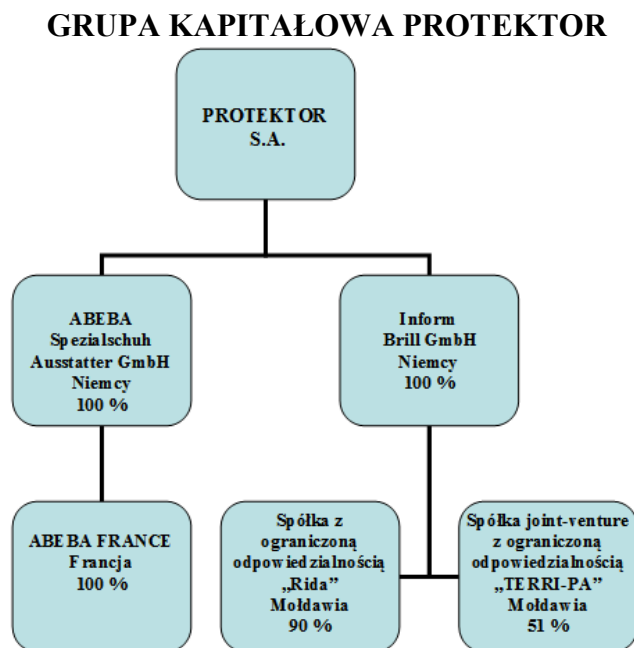 GRUPA KAPITAŁOWA PROTEKTOR
PROTEKTOR
S.A.
ABEBA
Spezialschuh
Ausstatter GmbH
Niemcy
100 %
Inform
Brill GmbH
Niemcy
100 %
ABEBA FRANCE
Francja
100 %
Spółka z
ograniczoną
odpowiedzialnością
„Rida”
Mołdawia
90 %
Spółka joint-venture
z ograniczoną
odpowiedzialnością
„TERRI-PA”
Mołdawia
51 %